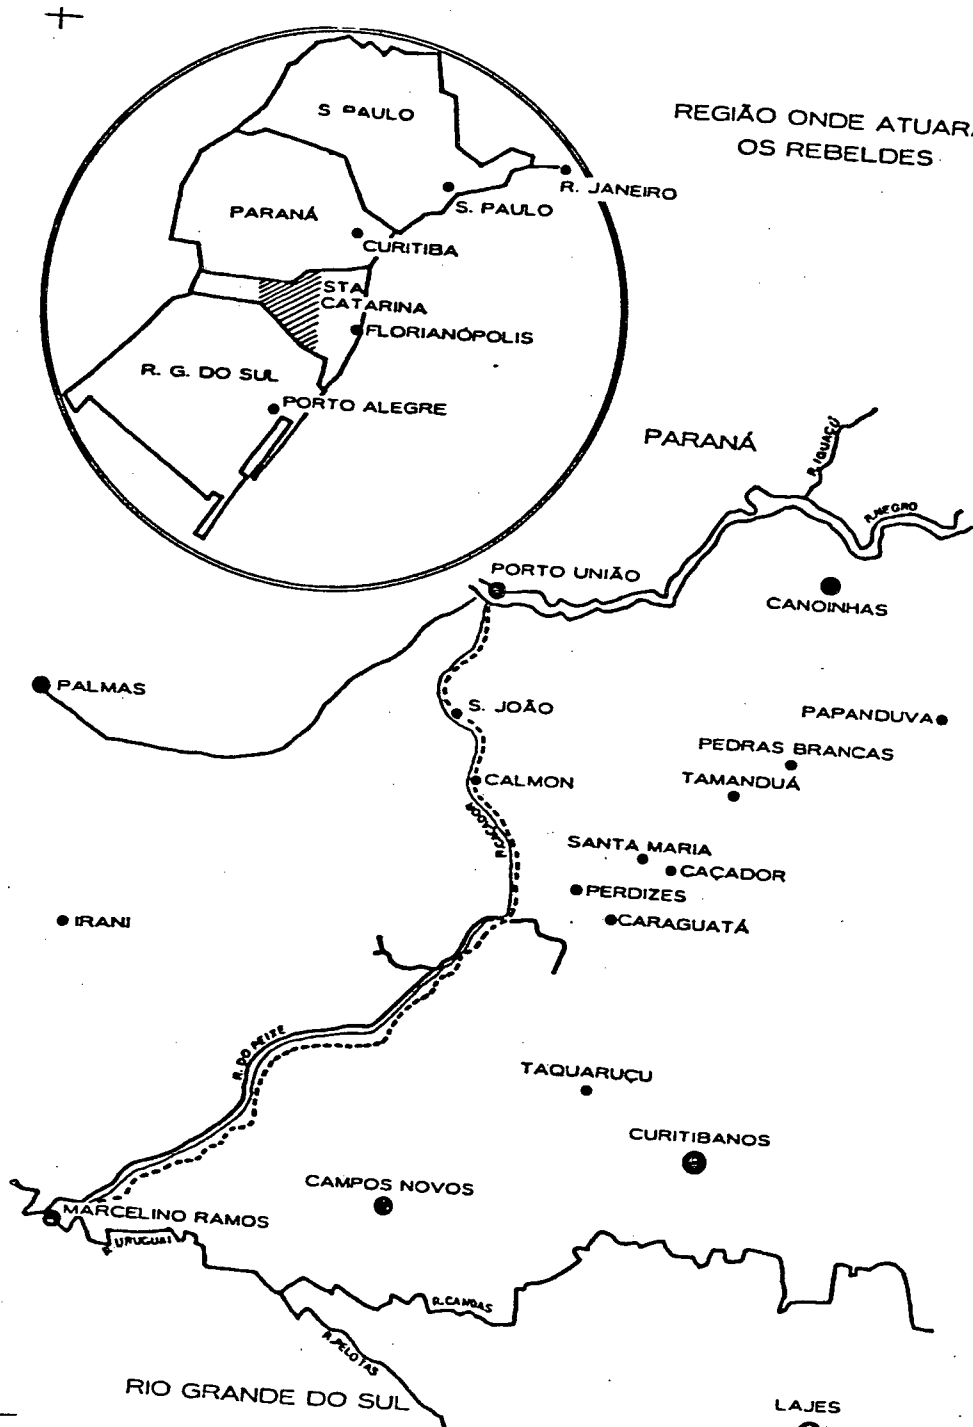 REGIÃO ONDE ATUARA
OS REBELDES
S PAULO
R. JANEIRO
S. PAULO
PARANÁ
CURITIBA
STA
CATARINA
FLORIANÓPOLIS
R. G. DO SUL
PORTO ALEGRE
PARANÁ
R. IGUAÇÚ
R. NEGRO
PORTO UNIÃO
CANOINHAS
PALMAS
S. JOÃO
PAPANDUVA
PEDRAS BRANCAS
TAMANDUÁ
CALMON
SANTA MARIA
CAÇADOR
PERDIZES
IRANI
CARAGUATÁ
R. DO PEIXE
TAQUARUÇU
CURITIBANOS
CAMPOS NOVOS
MARCELINO RAMOS
R. URUGUAI
R. CANOAS
R. PELOTAS
RIO GRANDE DO SUL
LAJES